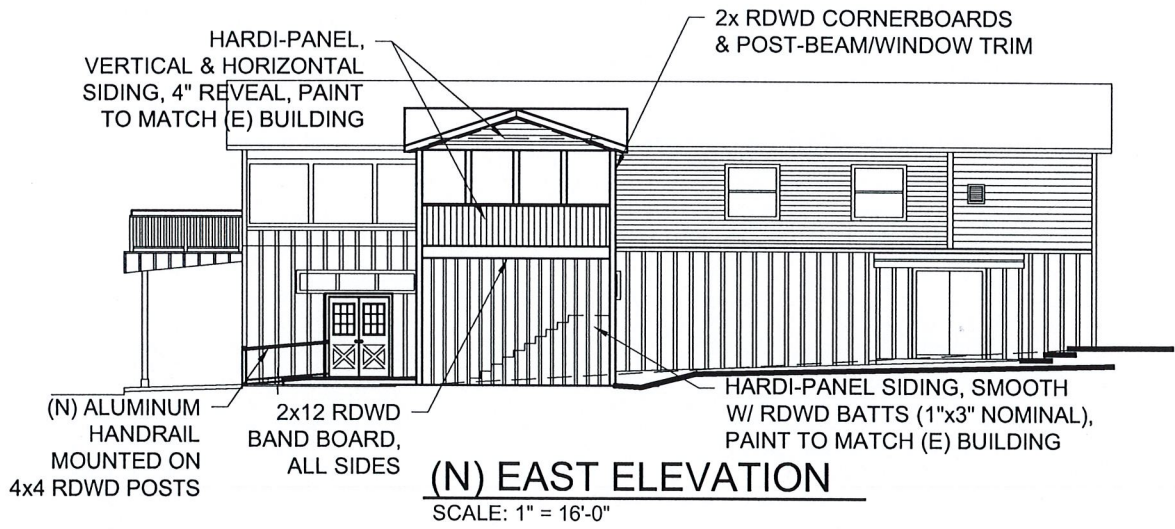 HARDI-PANEL,
VERTICAL & HORIZONTAL
SIDING, 4" REVEAL, PAINT
TO MATCH (E) BUILDING
2x RDWD CORNERBOARDS
& POST-BEAM/WINDOW TRIM
(N) ALUMINUM
HANDRAIL
MOUNTED ON
4x4 RDWD POSTS
2x12 RDWD
BAND BOARD,
ALL SIDES
HARDI-PANEL SIDING, SMOOTH
W/ RDWD BATTS (1"x3" NOMINAL),
PAINT TO MATCH (E) BUILDING
(N) EAST ELEVATION
SCALE: 1" = 16'-0"